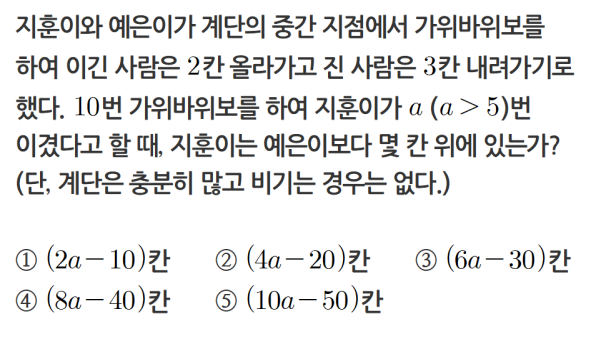 지훈이와 예은이가 계단의 중간 지점에서 가위바위보를
하여 이긴 사람은 2칸 올라가고 진 사람은 3칸 내려가기로
했다. 10번 가위바위보를 하여 지훈이가 a (a > 5)번
이겼다고 할 때, 지훈이는 예은이보다 몇 칸 위에 있는가?
(단, 계단은 충분히 많고 비기는 경우는 없다.)
① (2a − 10)칸 ② (4a − 20)칸 ③ (6a − 30)칸
④ (8a − 40)칸 ⑤ (10a − 50)칸